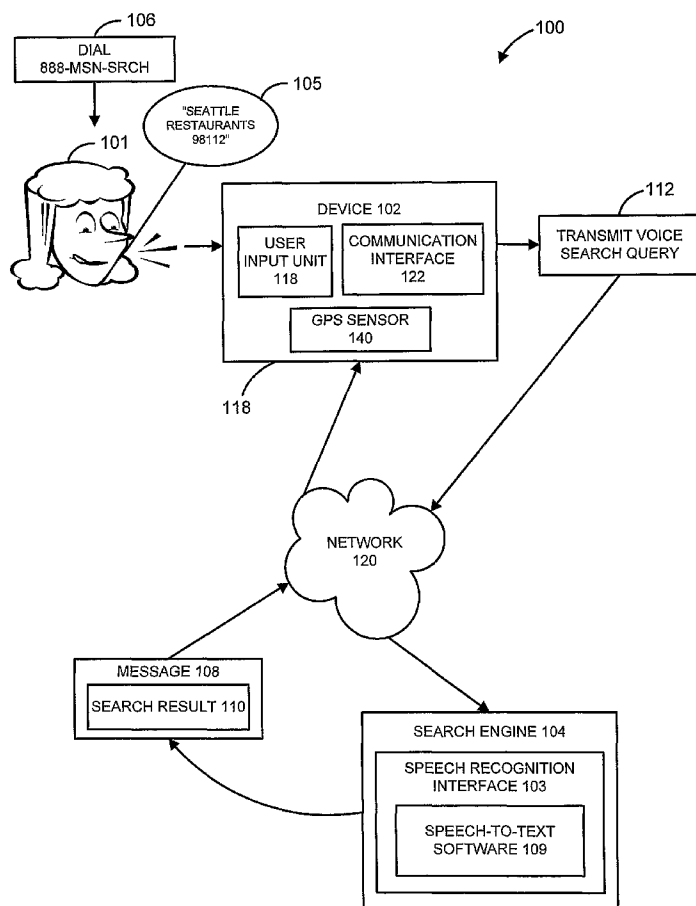 106
DIAL
888-MSN-SRCH
100
105
"SEATTLE
RESTAURANTS
98112"
101
112
DEVICE 102
USER
INPUT UNIT
118
COMMUNICATION
INTERFACE
122
GPS SENSOR
140
TRANSMIT VOICE
SEARCH QUERY
118
NETWORK
120
MESSAGE 108
SEARCH RESULT 110
SEARCH ENGINE 104
SPEECH RECOGNITION
INTERFACE 103
SPEECH-TO-TEXT
SOFTWARE 109